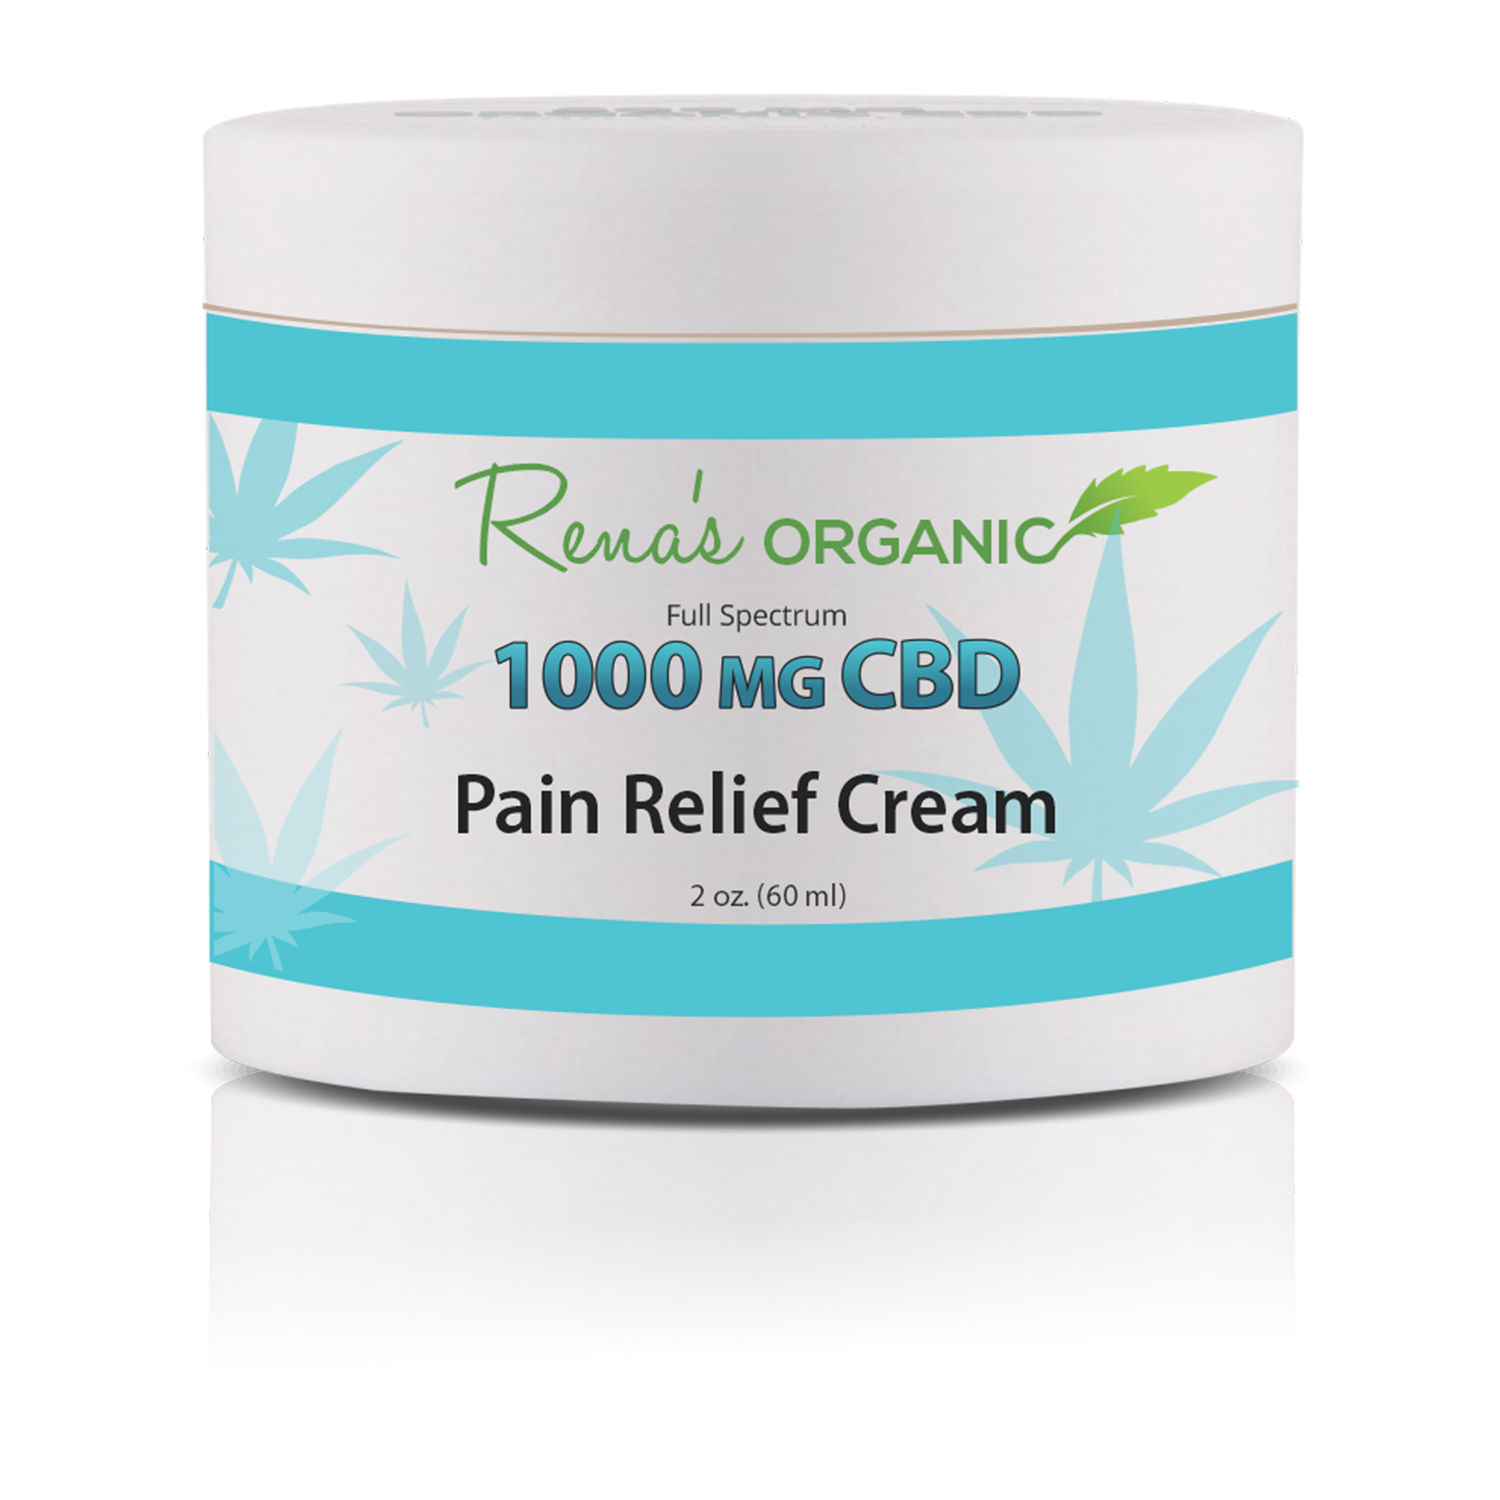 Rena's ORGANIC
Full Spectrum
1000 MG CBD
Pain Relief Cream
2 oz. (60 ml)